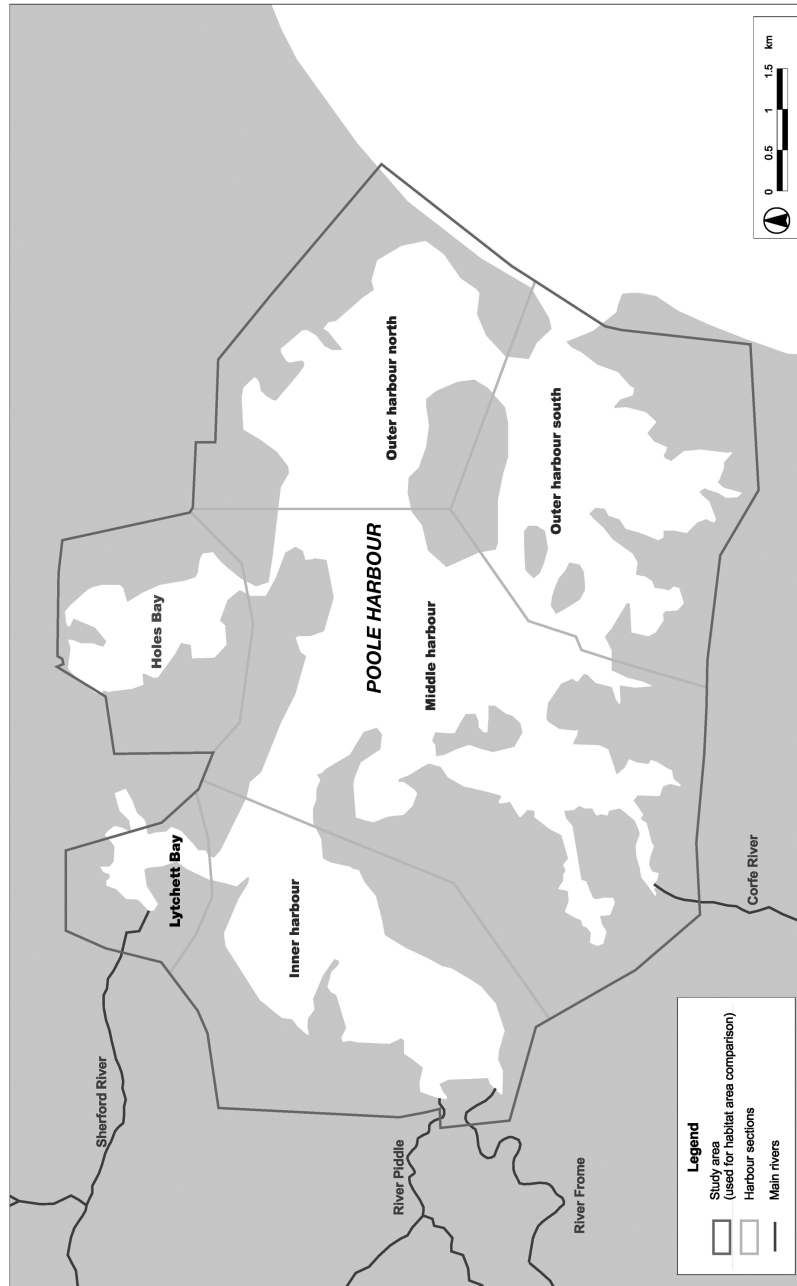 Sherford River
Lytchett Bay
Holes Bay
Inner harbour
POOLE HARBOUR
Middle harbour
Outer harbour north
Outer harbour south
River Piddle
River Frome
Corfe River
Legend
Study area
(used for habitat area comparison)
Harbour sections
Main rivers
0 0.5 1 1.5 km